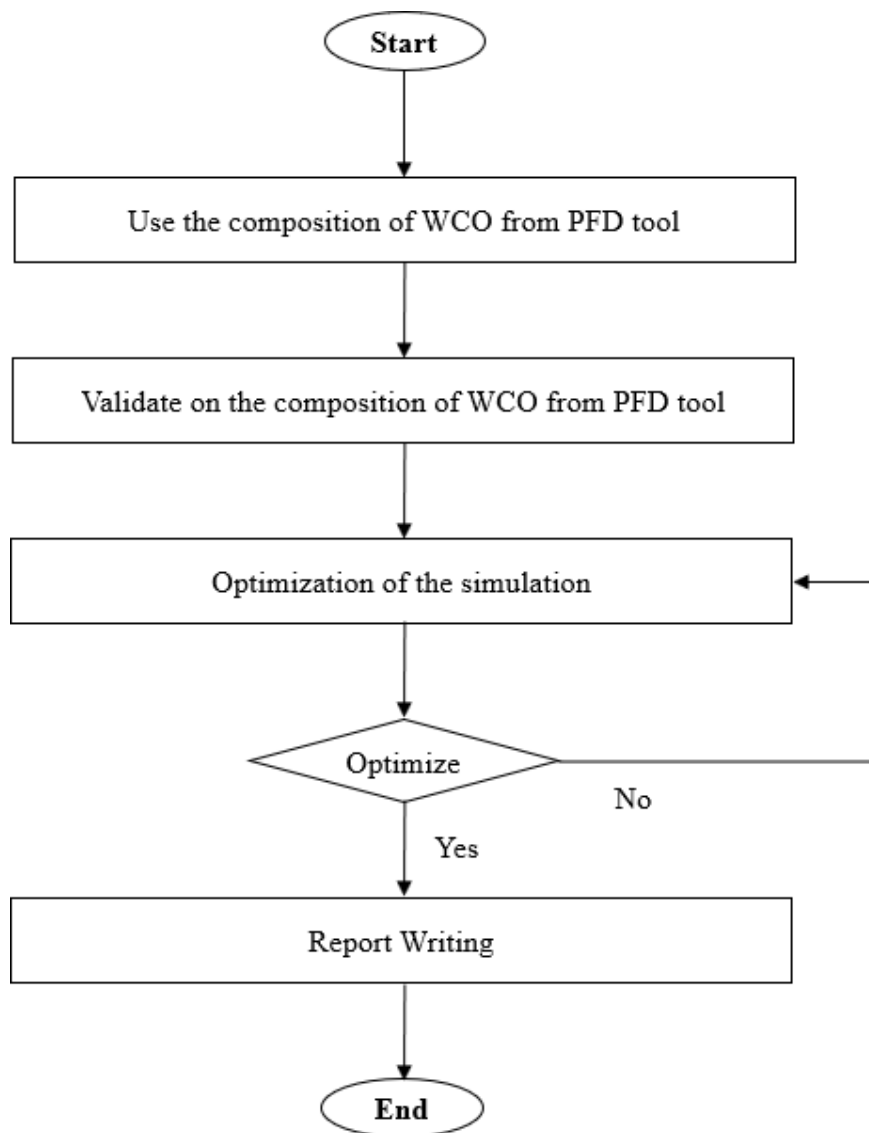 Start
Use the composition of WCO from PFD tool
Validate on the composition of WCO from PFD tool
Optimization of the simulation
Optimize
No
Yes
Report Writing
End